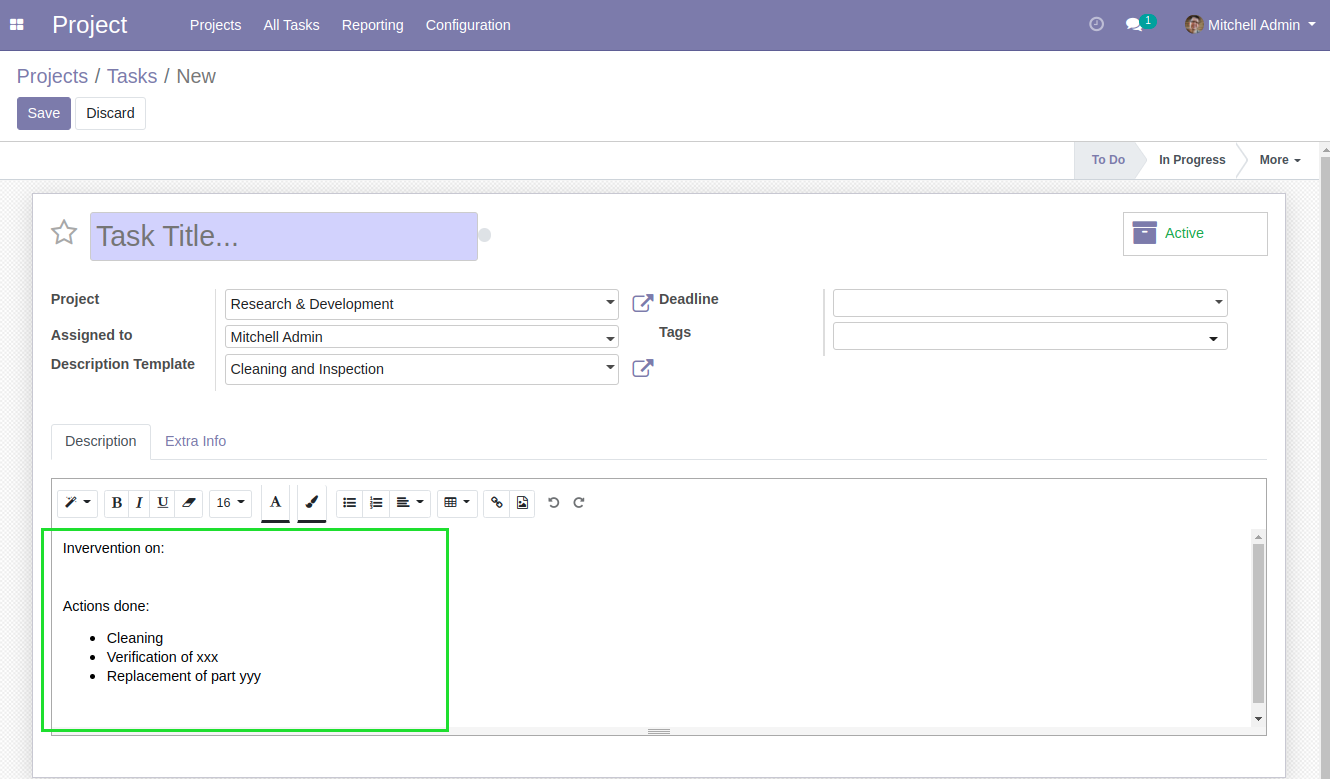 Project Projects All Tasks Reporting Configuration 1 Mitchell Admin
Projects / Tasks / New
Save Discard
To Do In Progress More
Task Title...
Active
Project Research & Development Deadline
Assigned to Mitchell Admin Tags
Description Template Cleaning and Inspection
Description Extra Info
B I U 16 A
Invervention on:
Actions done:
• Cleaning
• Verification of xxx
• Replacement of part yyy